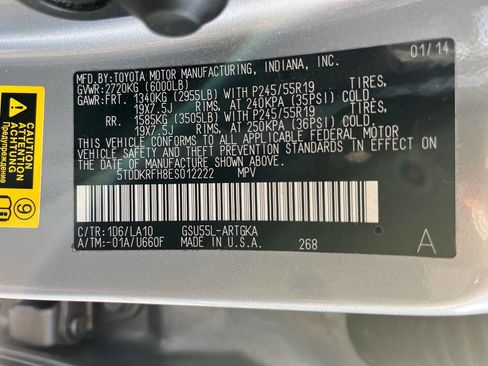 01/14
MFD.BY:TOYOTA MOTOR MANUFACTURING, INDIANA, INC.
GVWR:2720KG (6000LB)
GAWR:FRT. 1340KG (2955LB) WITH P245/55R19 TIRES,
19X7.5J RIMS, AT 240KPA (35PSI) COLD.
RR. 1585KG (3505LB) WITH P245/55R19 TIRES,
19X7.5J RIMS, AT 250KPA (36PSI) COLD.
THIS VEHICLE CONFORMS TO ALL APPLICABLE FEDERAL MOTOR
VEHICLE SAFETY AND THEFT PREVENTION STANDARDS IN EFFECT ON
THE DATE OF MANUFACTURE SHOWN ABOVE.
5TDDKRFH8ES012222 MPV
C/TR:1D6/LA10 GSU55L-ARTGKA
A/TM:-01A/U660F MADE IN U.S.A. 268
A
ATTENTION
ACHTUNG
Предупреждение